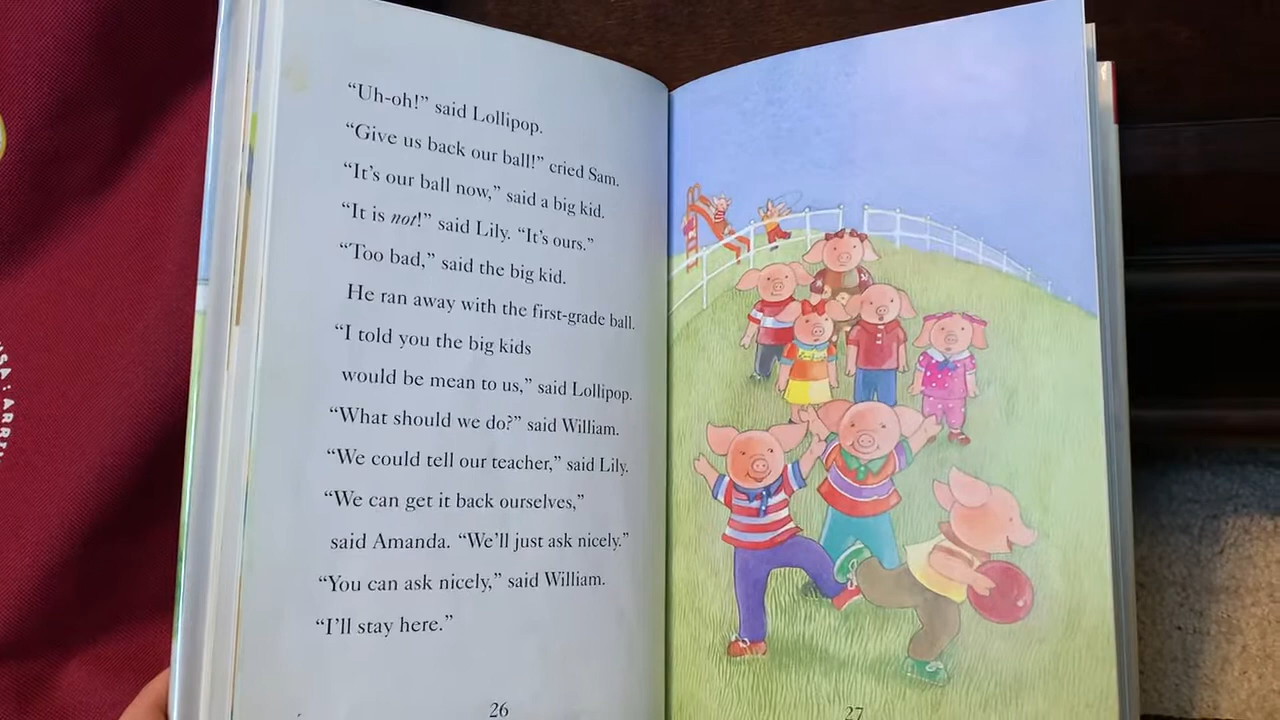 “Uh-oh!” said Lollipop.
“Give us back our ball!” cried Sam.
“It’s our ball now,” said a big kid.
“It is not!” said Lily. “It’s ours.”
“Too bad,” said the big kid.
He ran away with the first-grade ball.
“I told you the big kids
would be mean to us,” said Lollipop.
“What should we do?” said William.
“We could tell our teacher,” said Lily.
“We can get it back ourselves,”
said Amanda. “We’ll just ask nicely.”
“You can ask nicely,” said William.
“I’ll stay here.”
26
27